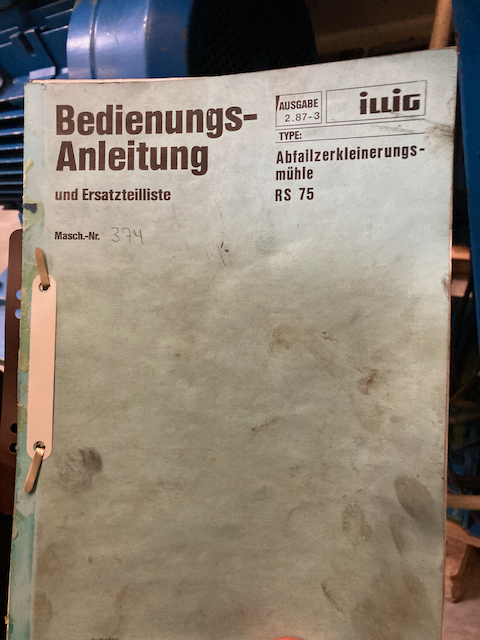 Bedienungs-
Anleitung
und Ersatzteilliste
Masch.-Nr. 374
AUSGABE
2.87-3
illig
TYPE:
Abfallzerkleinerungs-
mühle
RS 75